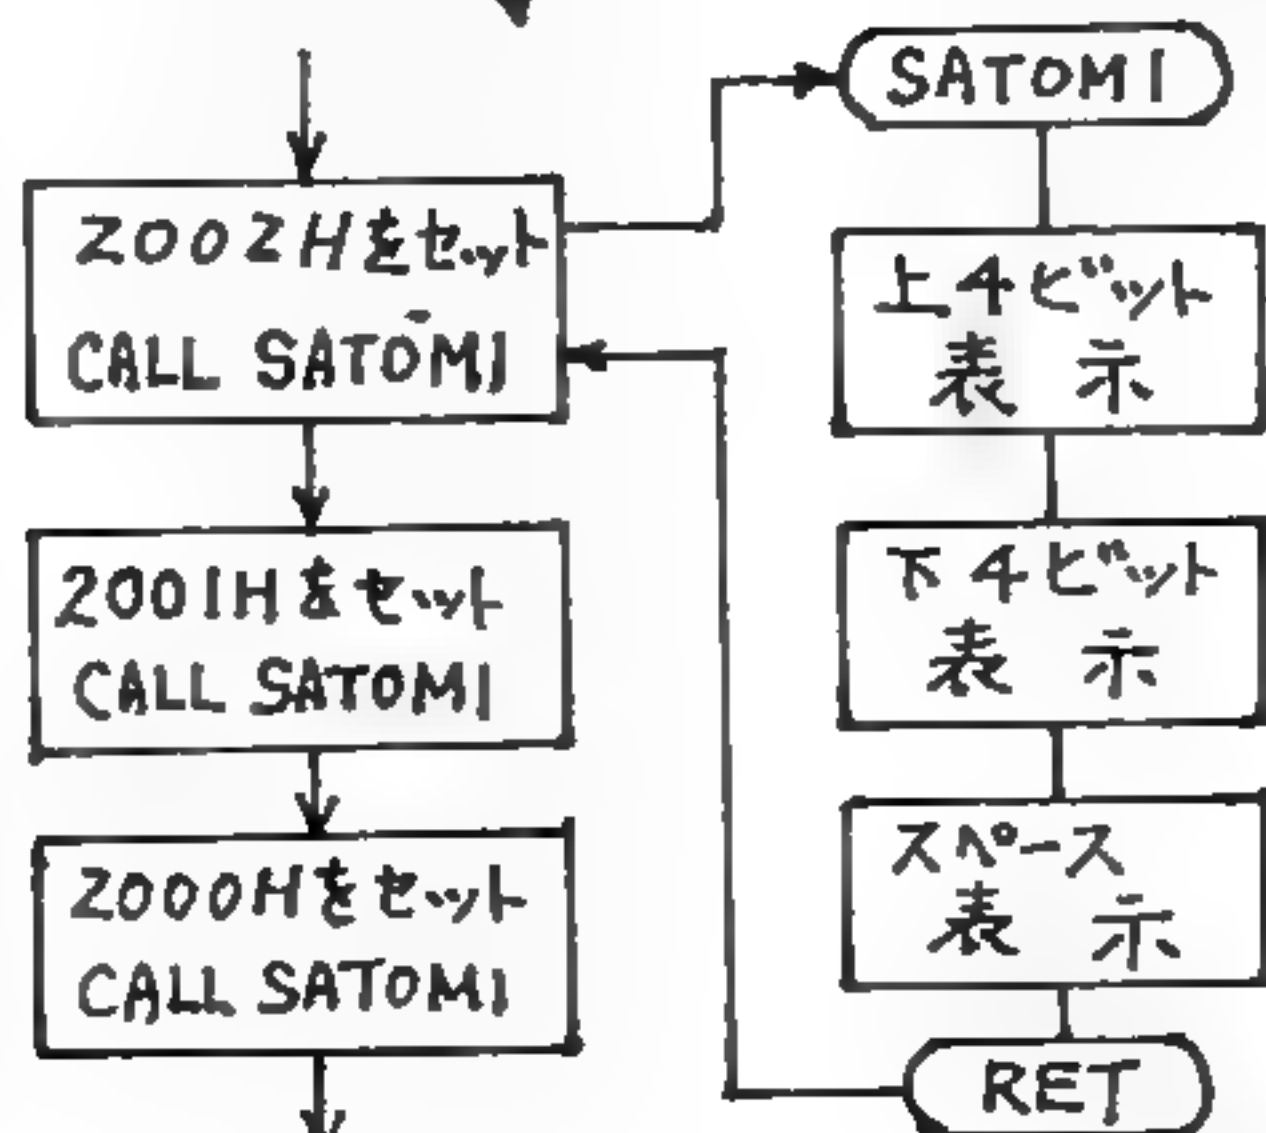 2002Hをセット
CALL SATOMI
2001Hをセット
CALL SATOMI
2000Hをセット
CALL SATOMI
SATOMI
上4ビット
表示
下4ビット
表示
スペース
表示
RET